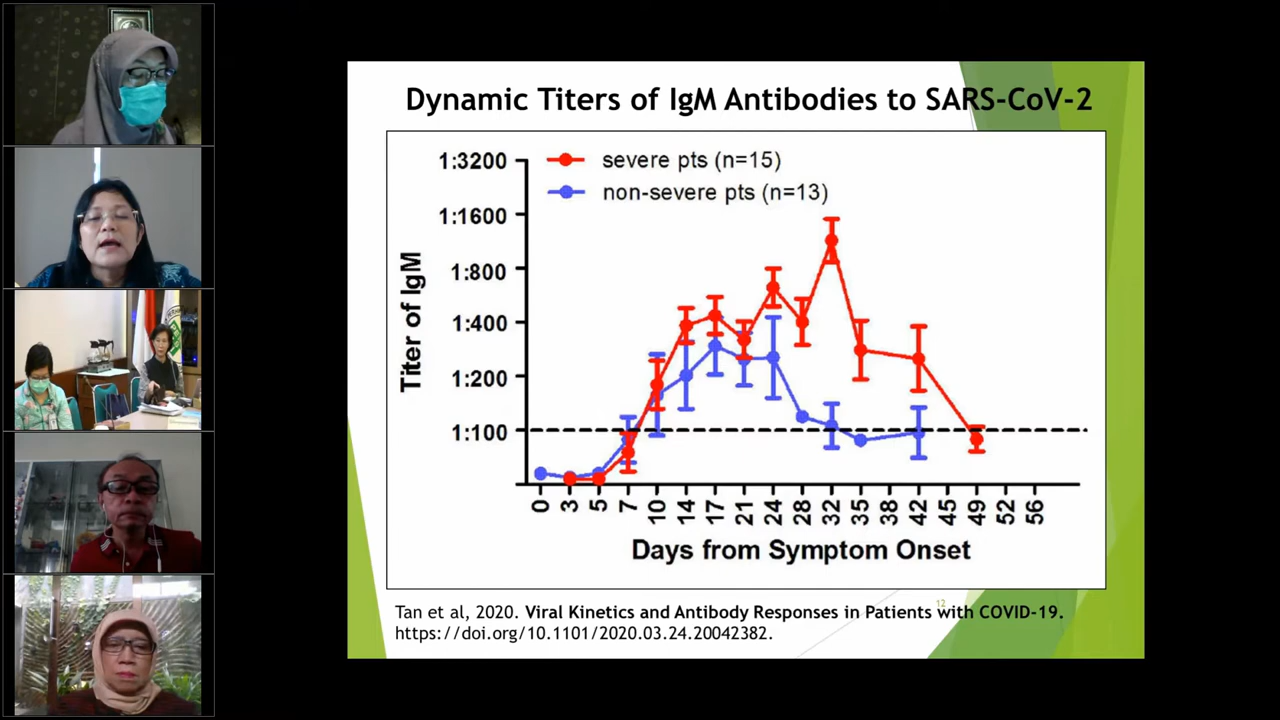 Dynamic Titers of IgM Antibodies to SARS-CoV-2
severe pts (n=15)
non-severe pts (n=13)
Titer of IgM
1:3200
1:1600
1:800
1:400
1:200
1:100
0 3 5 7 10 14 17 21 24 28 32 35 38 42 45 49 52 56
Days from Symptom Onset
12
Tan et al, 2020. Viral Kinetics and Antibody Responses in Patients with COVID-19.
https://doi.org/10.1101/2020.03.24.20042382.